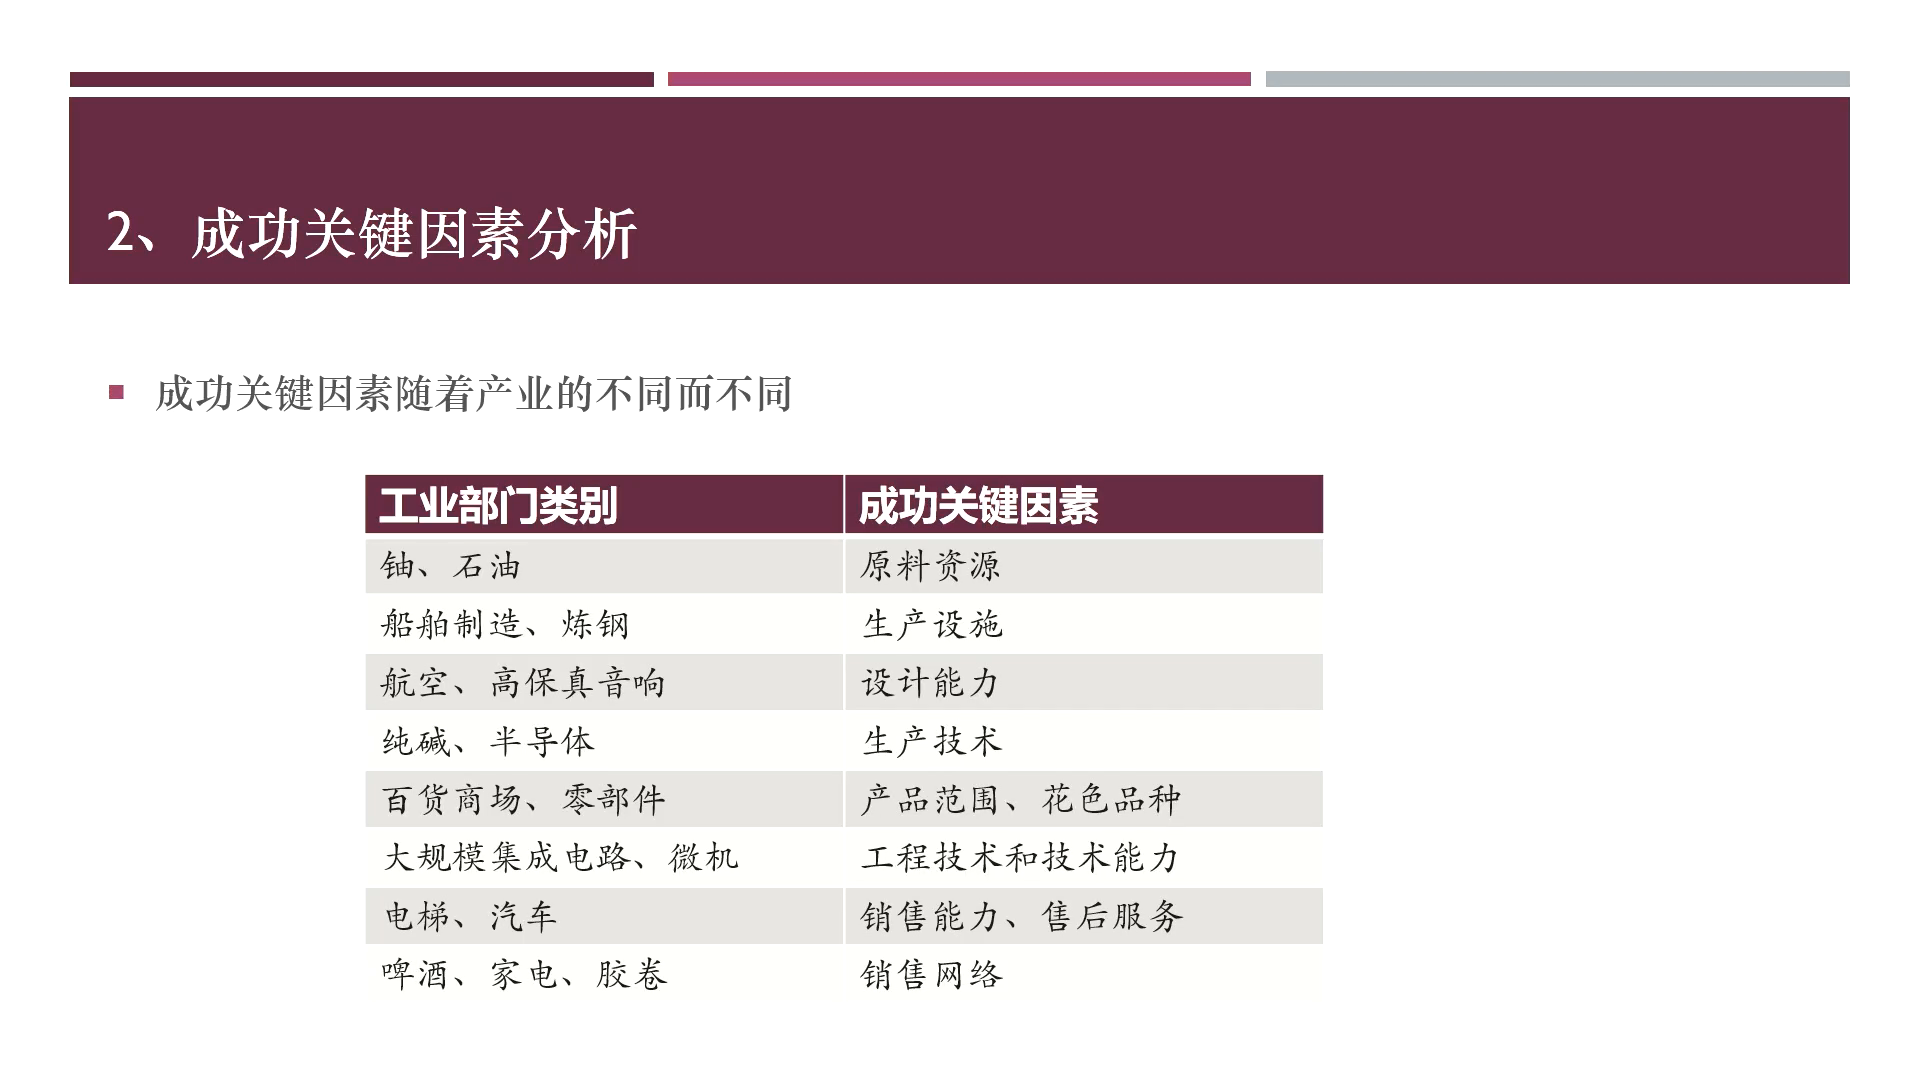 2、成功关键因素分析
成功关键因素随着产业的不同而不同
工业部门类别 成功关键因素
铀、石油 原料资源
船舶制造、炼钢 生产设施
航空、高保真音响 设计能力
纯碱、半导体 生产技术
百货商场、零部件 产品范围、花色品种
大规模集成电路、微机 工程技术和技术能力
电梯、汽车 销售能力、售后服务
啤酒、家电、胶卷 销售网络